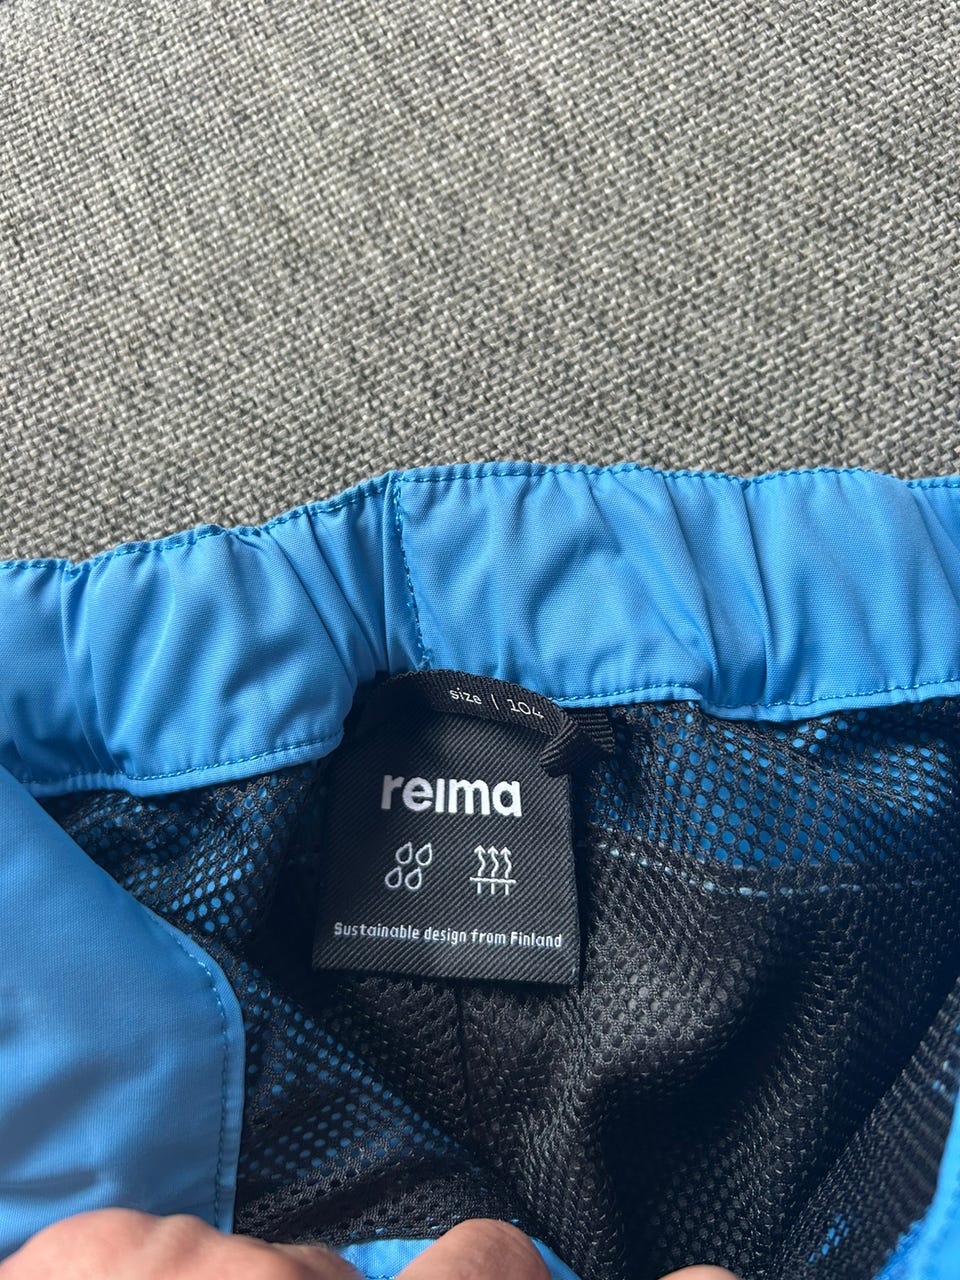 size | 104
reima
Sustainable design from Finland